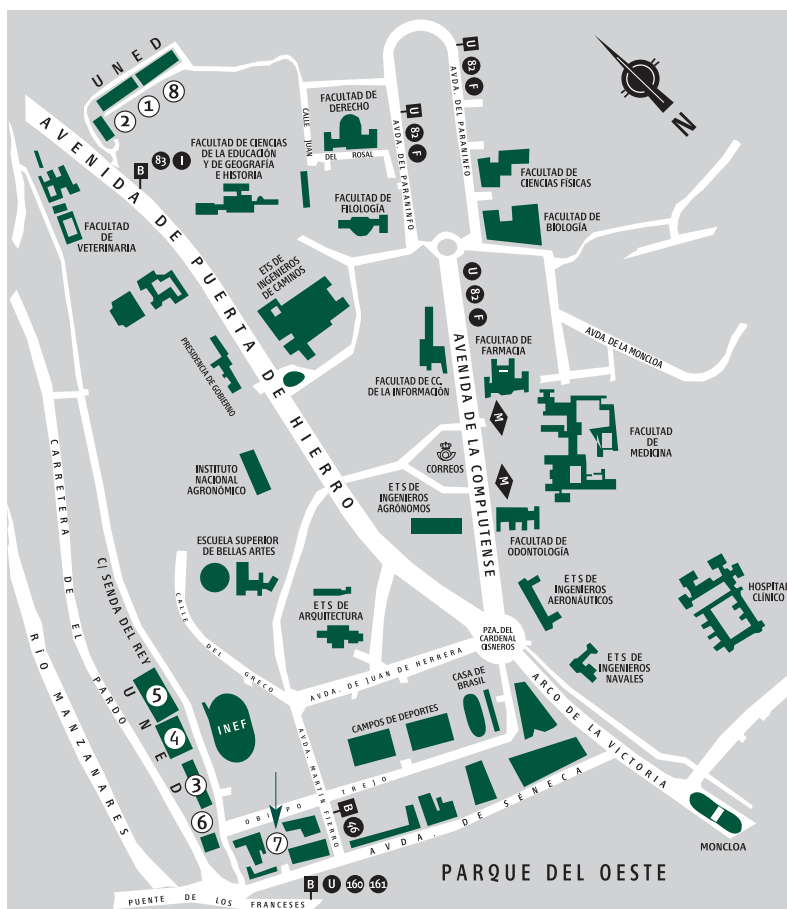 UNED
2
1
8
AVENIDA DE PUERTA DE HIERRO
B 83 I
FACULTAD DE CIENCIAS
DE LA EDUCACIÓN
Y DE GEOGRAFÍA
E HISTORIA
CALLE JUAN DEL ROSAL
FACULTAD DE
DERECHO
FACULTAD
DE
FILOLOGÍA
U
82
F
AVDA. DEL PARANINFO
U
82
F
AVDA. DEL PARANINFO
N
FACULTAD DE
CIENCIAS FÍSICAS
FACULTAD DE
BIOLOGÍA
FACULTAD
DE
VETERINARIA
ETS DE
INGENIEROS
DE CAMINOS
PRESIDENCIA DE GOBIERNO
U
82
F
AVENIDA DE LA COMPLUTENSE
FACULTAD DE
FARMACIA
AVDA. DE LA MONCLOA
FACULTAD DE CC.
DE LA INFORMACIÓN
M
FACULTAD
DE
MEDICINA
CORREOS
M
INSTITUTO
NACIONAL
AGRONÓMICO
E T S DE
INGENIEROS
AGRÓNOMOS
FACULTAD DE
ODONTOLOGÍA
CARRETERA DE EL PARDO
ESCUELA SUPERIOR
DE BELLAS ARTES
C/ SENDA DEL REY
CALLE DEL GRECO
E T S DE
ARQUITECTURA
E T S DE
INGENIEROS
AERONÁUTICOS
HOSPITAL
CLÍNICO
PZA. DEL
CARDENAL
CISNEROS
E T S DE
INGENIEROS
NAVALES
RÍO MANZANARES
AVDA. DE JUAN DE HERRERA
CASA DE
BRASIL
ARCO DE LA VICTORIA
UNED
5
4
3
6
INEF
CAMPOS DE DEPORTES
OBISPO TREJO
AVDA. MARTÍN FIERRO
B
46
7
AVDA. DE SÉNECA
MONCLOA
PARQUE DEL OESTE
B U 160 161
PUENTE DE LOS FRANCESES